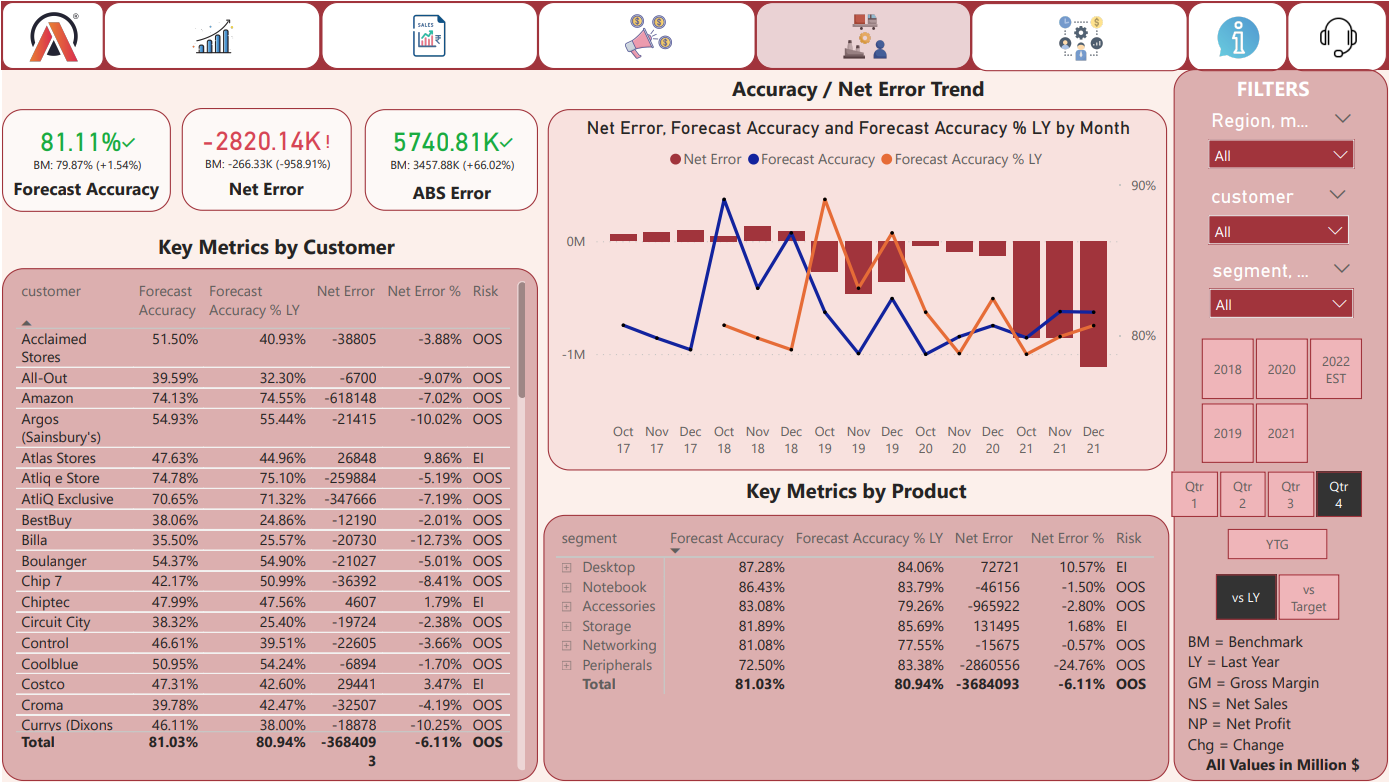 SALES
Accuracy / Net Error Trend
FILTERS
81.11%
BM: 79.87% (+1.54%)
Forecast Accuracy
-2820.14K!
BM: -266.33K (-958.91%)
Net Error
5740.81K
BM: 3457.88K (+66.02%)
ABS Error
Net Error, Forecast Accuracy and Forecast Accuracy % LY by Month
Net Error Forecast Accuracy Forecast Accuracy % LY
90%
0M
80%
-1M
Oct Nov Dec Oct Nov Dec Oct Nov Dec Oct Nov Dec Oct Nov Dec
17 17 17 18 18 18 19 19 19 20 20 20 21 21 21
Key Metrics by Customer
customer Forecast Accuracy Forecast Accuracy % LY Net Error Net Error % Risk
Acclaimed Stores 51.50% 40.93% -38805 -3.88% OOS
All-Out 39.59% 32.30% -6700 -9.07% OOS
Amazon 74.13% 74.55% -618148 -7.02% OOS
Argos (Sainsbury's) 54.93% 55.44% -21415 -10.02% OOS
Atlas Stores 47.63% 44.96% 26848 9.86% EI
Atliq e Store 74.78% 75.10% -259884 -5.19% OOS
AtliQ Exclusive 70.65% 71.32% -347666 -7.19% OOS
BestBuy 38.06% 24.86% -12190 -2.01% OOS
Billa 35.50% 25.57% -20730 -12.73% OOS
Boulanger 54.37% 54.90% -21027 -5.01% OOS
Chip 7 42.17% 50.99% -36392 -8.41% OOS
Chiptec 47.99% 47.56% 4607 1.79% EI
Circuit City 38.32% 25.40% -19724 -2.38% OOS
Control 46.61% 39.51% -22605 -3.66% OOS
Coolblue 50.95% 54.24% -6894 -1.70% OOS
Costco 47.31% 42.60% 29441 3.47% EI
Croma 39.78% 42.47% -32507 -4.19% OOS
Currys (Dixons 46.11% 38.00% -18878 -10.25% OOS
Total 81.03% 80.94% -3684093 -6.11% OOS
Key Metrics by Product
segment Forecast Accuracy Forecast Accuracy % LY Net Error Net Error % Risk
Desktop 87.28% 84.06% 72721 10.57% EI
Notebook 86.43% 83.79% -46156 -1.50% OOS
Accessories 83.08% 79.26% -965922 -2.80% OOS
Storage 81.89% 85.69% 131495 1.68% EI
Networking 81.08% 77.55% -15675 -0.57% OOS
Peripherals 72.50% 83.38% -2860556 -24.76% OOS
Total 81.03% 80.94% -3684093 -6.11% OOS
Region, m...
All
customer
All
segment, ...
All
2018 2020 2022 EST
2019 2021
Qtr 1 Qtr 2 Qtr 3 Qtr 4
YTG
vs LY vs Target
BM = Benchmark
LY = Last Year
GM = Gross Margin
NS = Net Sales
NP = Net Profit
Chg = Change
All Values in Million $